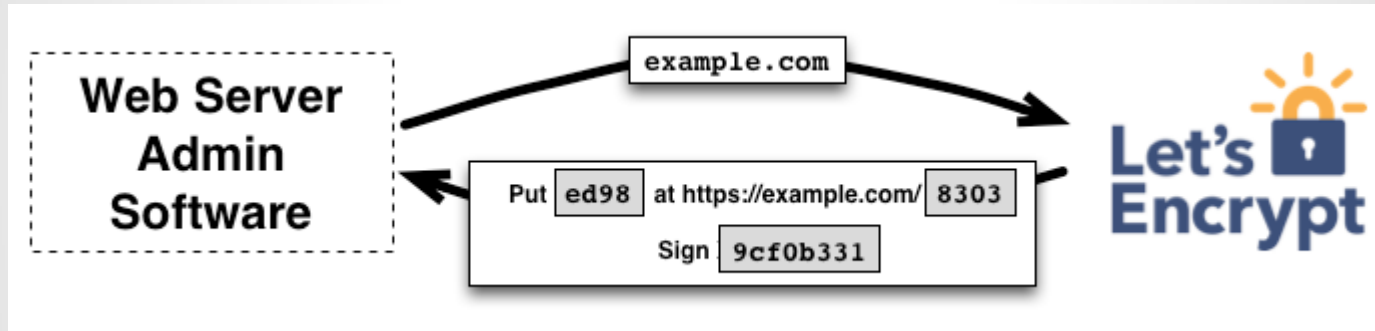 example.com
Web Server
Admin
Software
Put ed98 at https://example.com/ 8303
Sign 9cf0b331
Let's
Encrypt